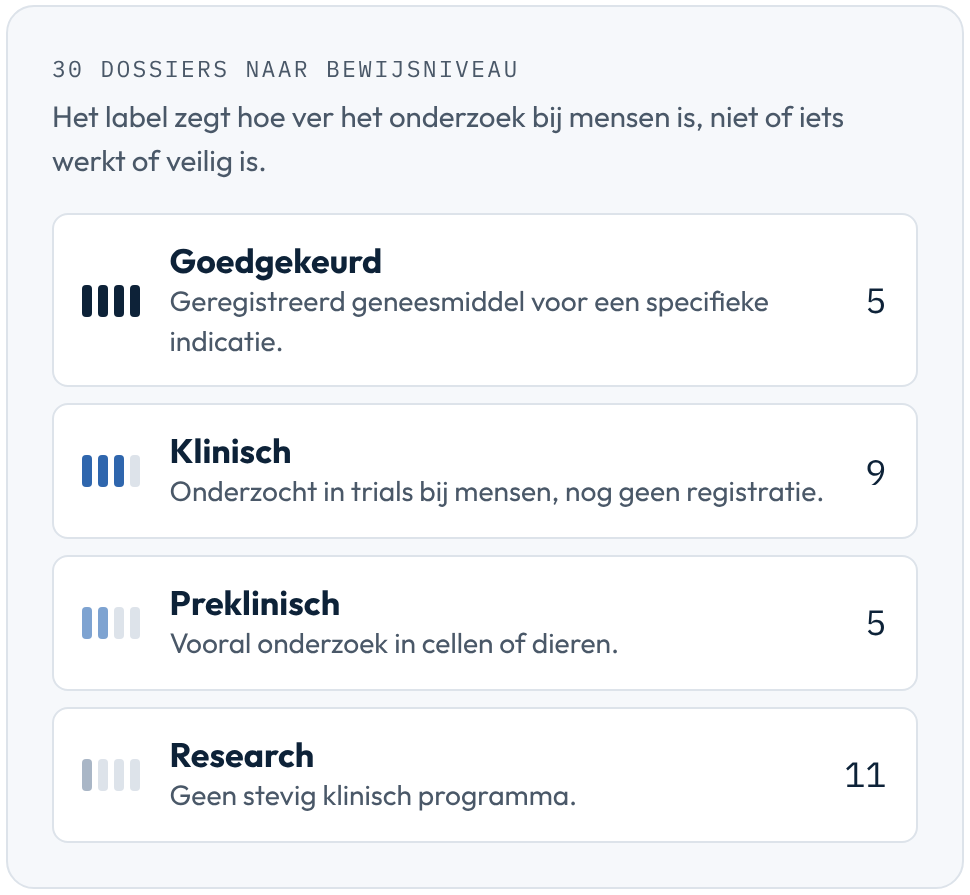 30 DOSSIERS NAAR BEWIJSNIVEAU
Het label zegt hoe ver het onderzoek bij mensen is, niet of iets
werkt of veilig is.
Goedgekeurd
Geregistreerd geneesmiddel voor een specifieke
indicatie.
5
Klinisch
Onderzocht in trials bij mensen, nog geen registratie.
9
Preklinisch
Vooral onderzoek in cellen of dieren.
5
Research
Geen stevig klinisch programma.
11